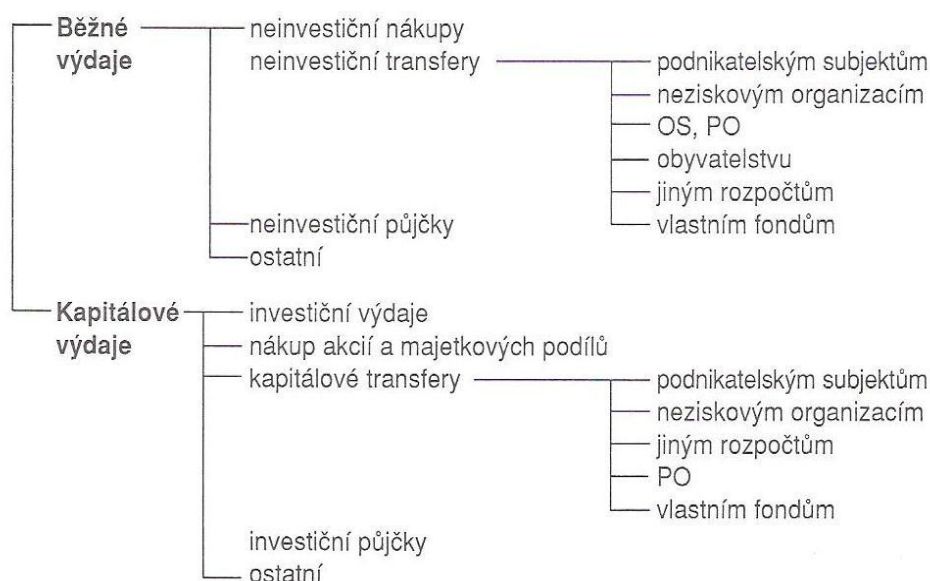 Běžné výdaje
neinvestiční nákupy
neinvestiční transfery
podnikatelským subjektům
neziskovým organizacím
OS, PO
obyvatelstvu
jiným rozpočtům
vlastním fondům
neinvestiční půjčky
ostatní
Kapitálové výdaje
investiční výdaje
nákup akcií a majetkových podílů
kapitálové transfery
podnikatelským subjektům
neziskovým organizacím
jiným rozpočtům
PO
vlastním fondům
investiční půjčky
ostatní